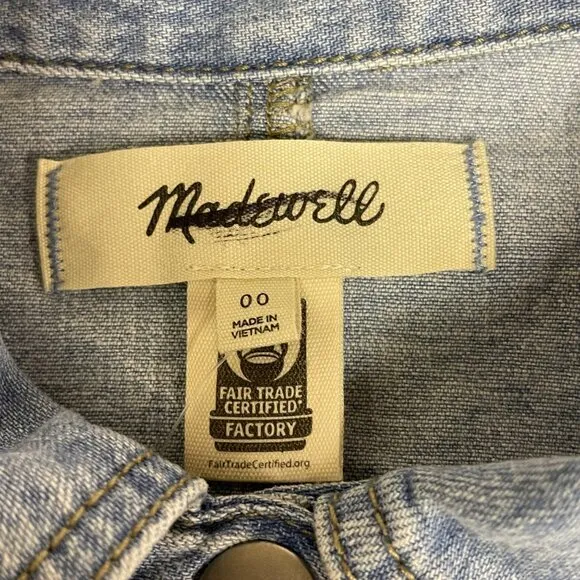 Madewell
00
MADE IN
VIETNAM
FAIR TRADE
CERTIFIED®
FACTORY
FairTradeCertified.org